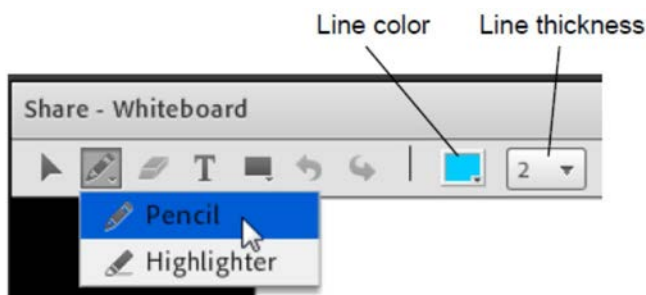 Line color Line thickness
Share - Whiteboard
T 2
Pencil
Highlighter